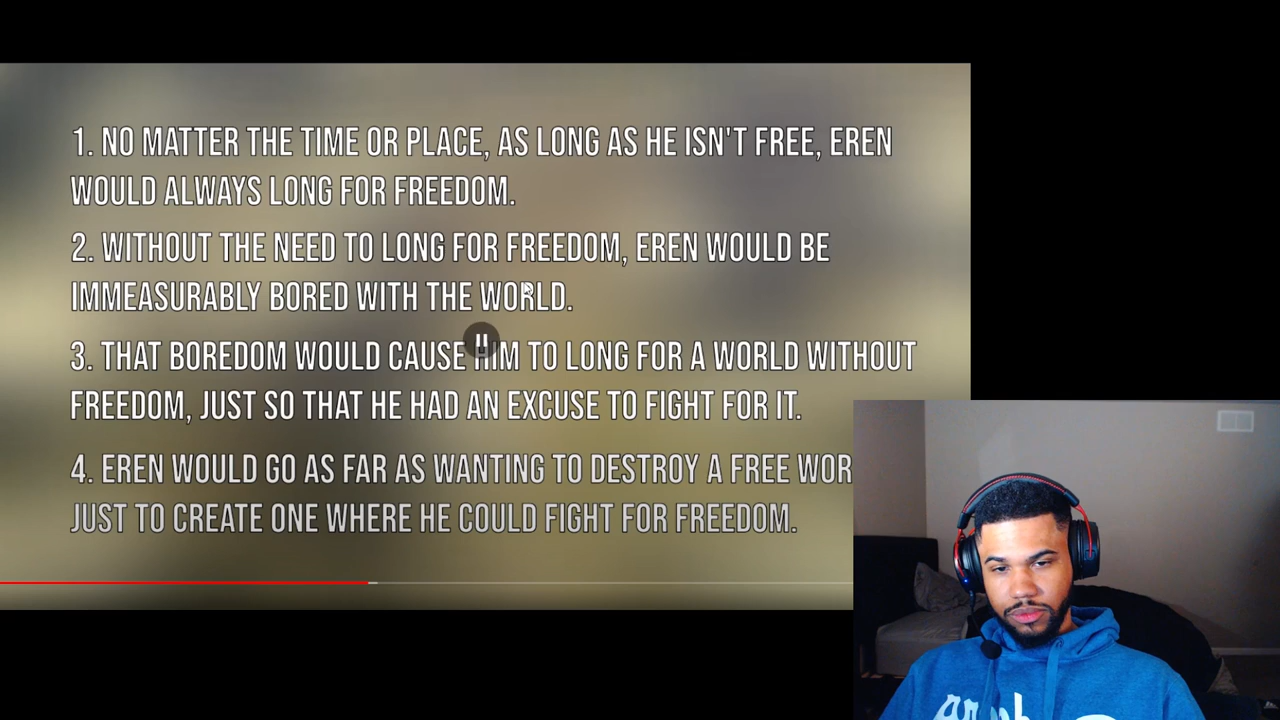 1. NO MATTER THE TIME OR PLACE, AS LONG AS HE ISN'T FREE, EREN
WOULD ALWAYS LONG FOR FREEDOM.
2. WITHOUT THE NEED TO LONG FOR FREEDOM, EREN WOULD BE
IMMEASURABLY BORED WITH THE WORLD.
3. THAT BOREDOM WOULD CAUSE HIM TO LONG FOR A WORLD WITHOUT
FREEDOM, JUST SO THAT HE HAD AN EXCUSE TO FIGHT FOR IT.
4. EREN WOULD GO AS FAR AS WANTING TO DESTROY A FREE WOR
JUST TO CREATE ONE WHERE HE COULD FIGHT FOR FREEDOM.